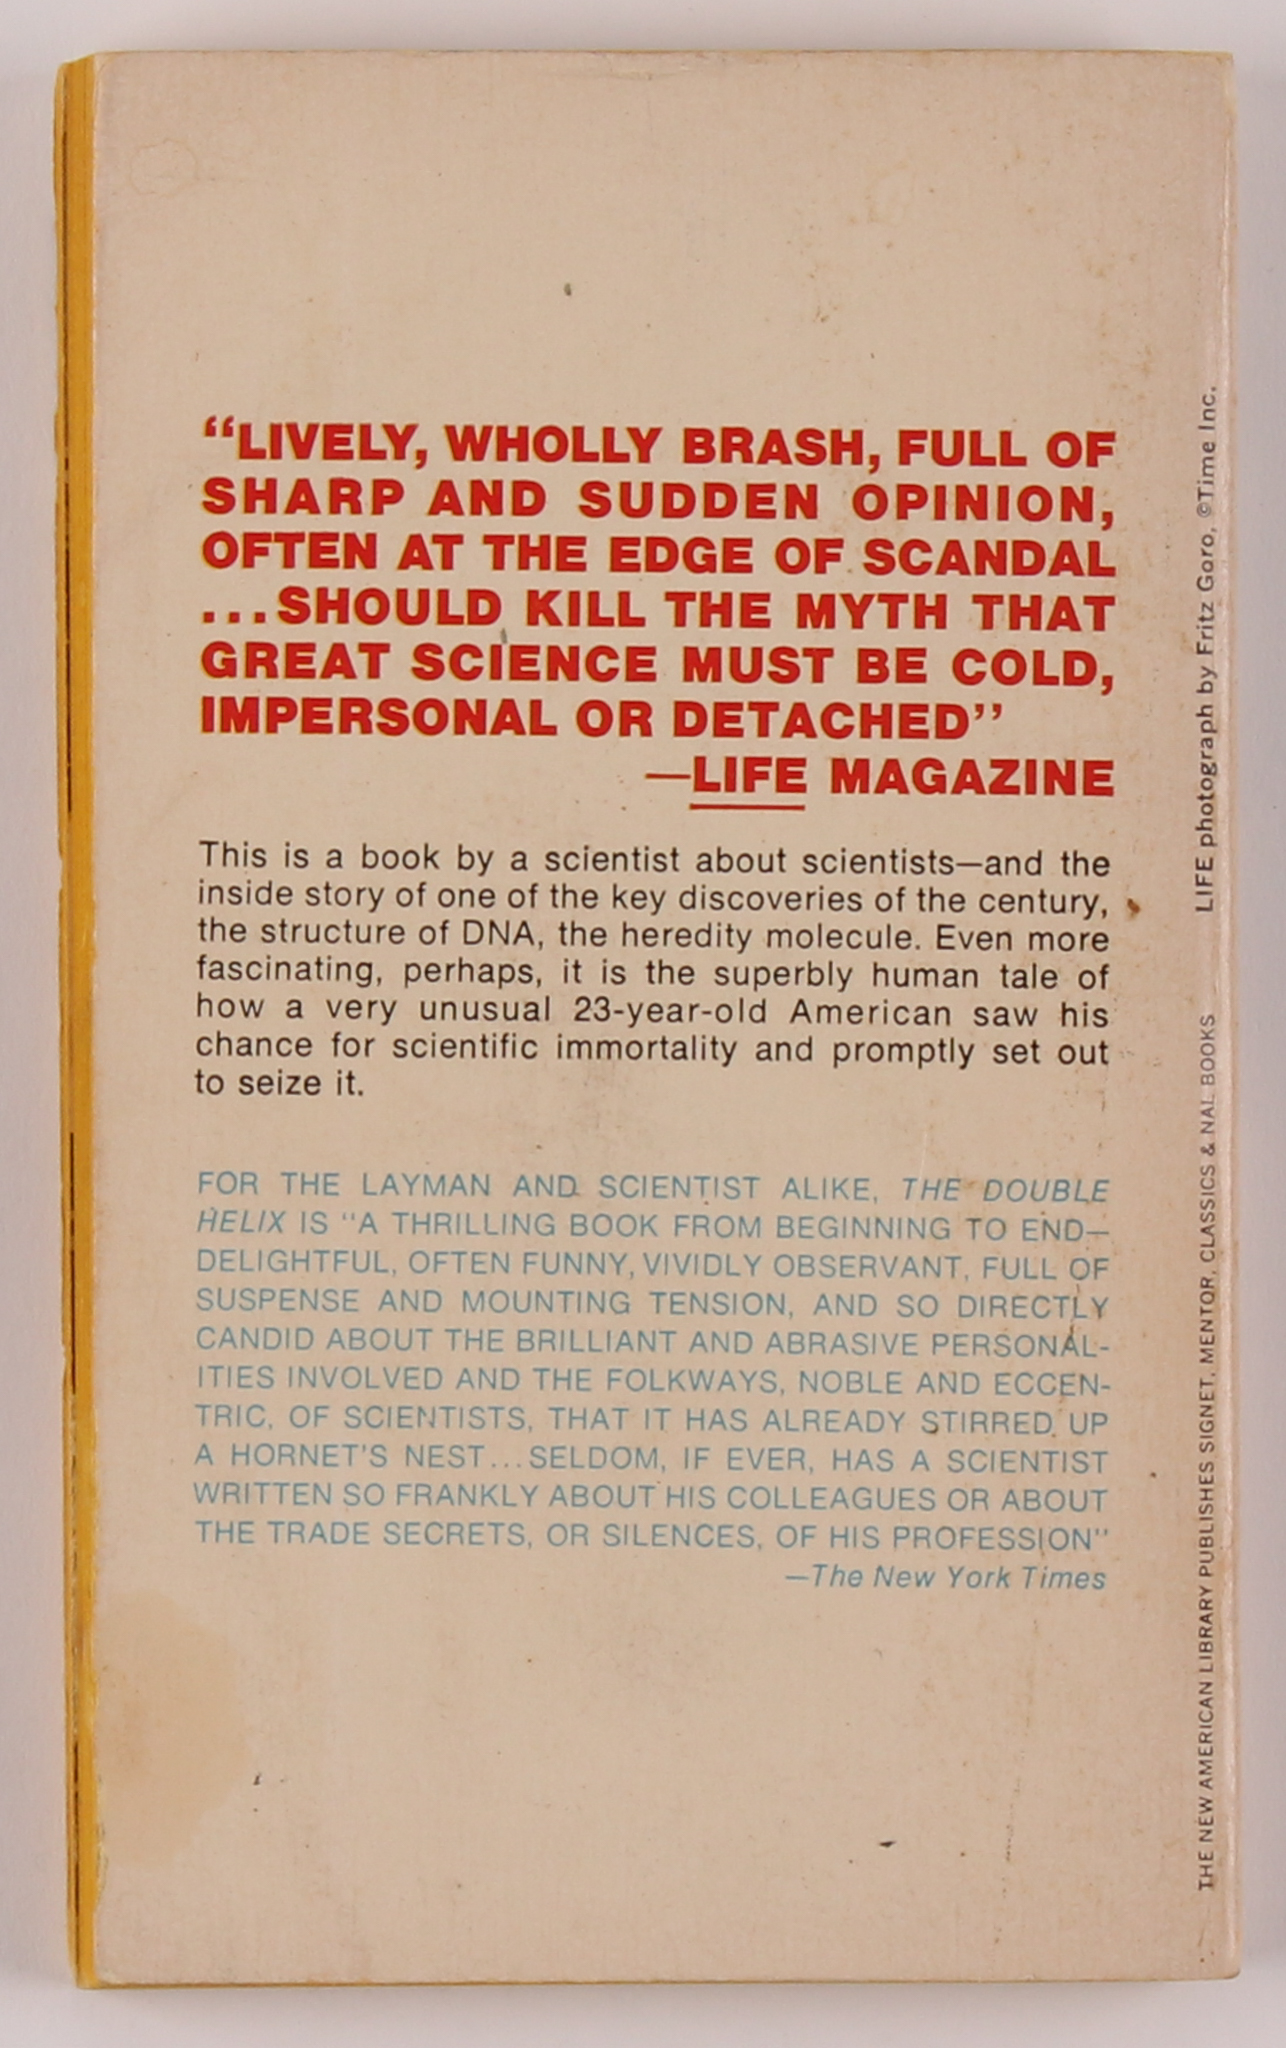 “LIVELY, WHOLLY BRASH, FULL OF
SHARP AND SUDDEN OPINION,
OFTEN AT THE EDGE OF SCANDAL
...SHOULD KILL THE MYTH THAT
GREAT SCIENCE MUST BE COLD,
IMPERSONAL OR DETACHED”
—LIFE MAGAZINE
This is a book by a scientist about scientists—and the
inside story of one of the key discoveries of the century,
the structure of DNA, the heredity molecule. Even more
fascinating, perhaps, it is the superbly human tale of
how a very unusual 23-year-old American saw his
chance for scientific immortality and promptly set out
to seize it.
FOR THE LAYMAN AND SCIENTIST ALIKE, THE DOUBLE
HELIX IS “A THRILLING BOOK FROM BEGINNING TO END—
DELIGHTFUL, OFTEN FUNNY, VIVIDLY OBSERVANT, FULL OF
SUSPENSE AND MOUNTING TENSION, AND SO DIRECTLY
CANDID ABOUT THE BRILLIANT AND ABRASIVE PERSONAL-
ITIES INVOLVED AND THE FOLKWAYS, NOBLE AND ECCEN-
TRIC, OF SCIENTISTS, THAT IT HAS ALREADY STIRRED UP
A HORNET'S NEST...SELDOM, IF EVER, HAS A SCIENTIST
WRITTEN SO FRANKLY ABOUT HIS COLLEAGUES OR ABOUT
THE TRADE SECRETS, OR SILENCES, OF HIS PROFESSION”
—The New York Times
THE NEW AMERICAN LIBRARY PUBLISHES SIGNET, MENTOR, CLASSICS & NAL BOOKS
LIFE photograph by Fritz Goro, ©Time Inc.